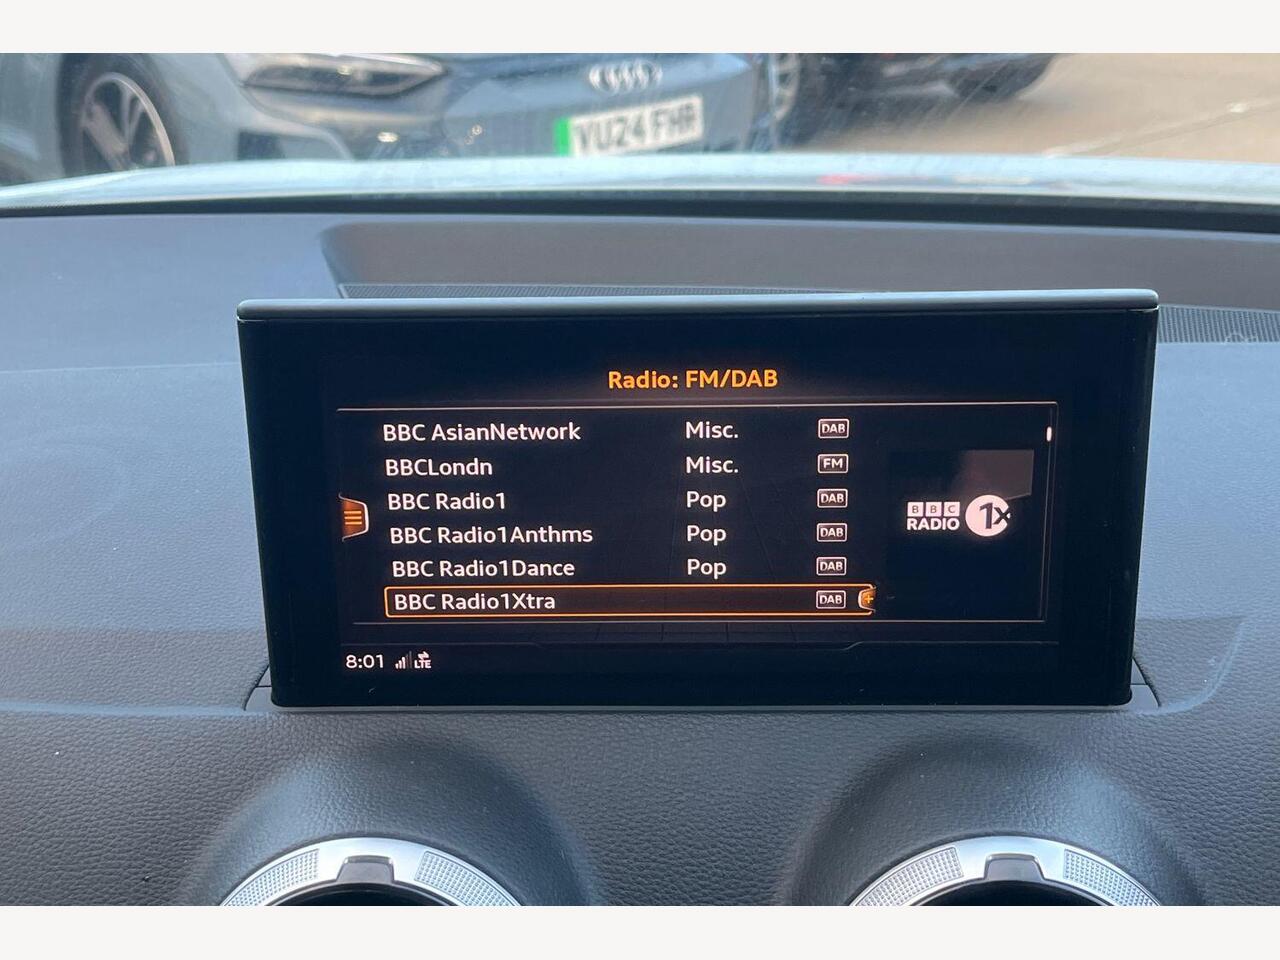 VU24 FHR
Radio: FM/DAB
BBC AsianNetwork Misc. DAB
BBCLondn Misc. FM
BBC Radio1 Pop DAB
BBC Radio1Anthms Pop DAB
BBC Radio1Dance Pop DAB
BBC Radio1Xtra DAB
BBC
RADIO 1X
8:01 LTE